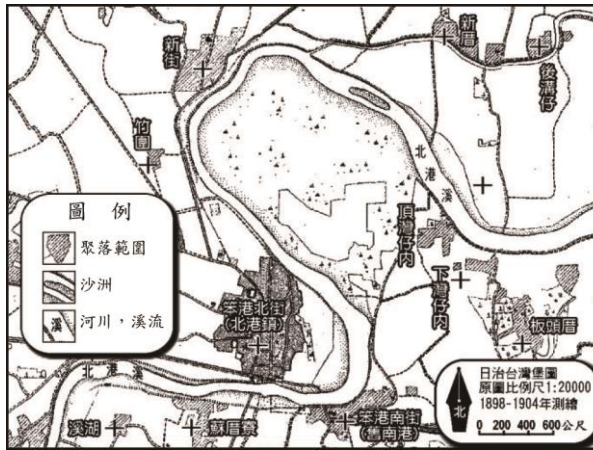 新街
新厝
後溝仔
竹圍
北港溪
頂灣仔內
下灣仔內
板頭厝
笨港北街
(北港鎮)
北港溪
溪湖
蘇厝寮
笨港南街
(舊南港)
圖 例
聚落範圍
沙洲
溪
河川,溪流
日治台灣堡圖
原圖比例尺1:20000
1898-1904年測繪
北
0 200 400 600公尺